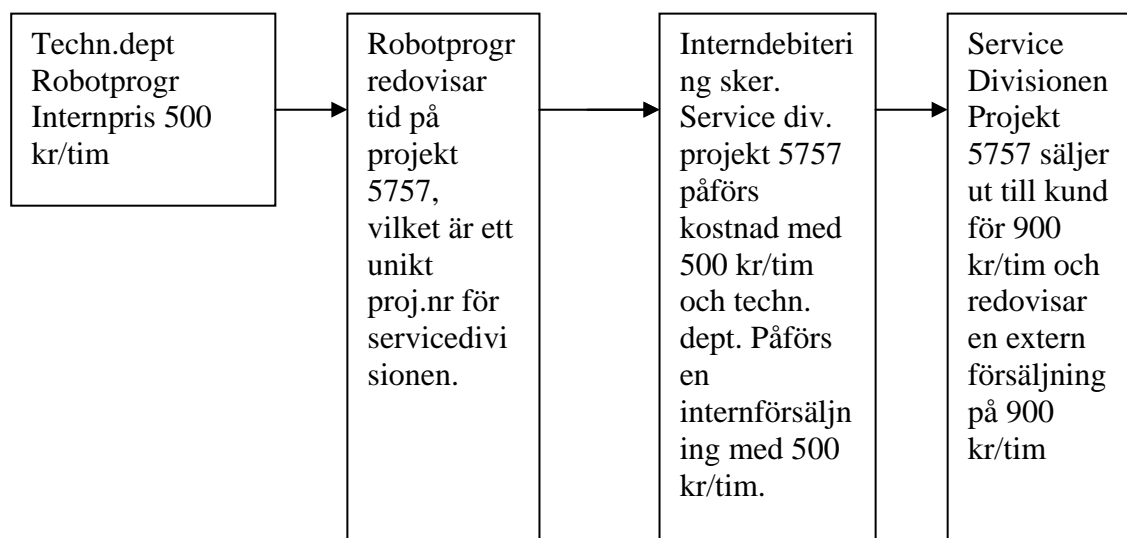 Techn.dept
Robotprogr
Internpris 500
kr/tim
Robotprogr
redovisar
tid på
projekt
5757,
vilket är ett
unikt
proj.nr för
servicedivi
sionen.
Interndebiteri
ng sker.
Service div.
projekt 5757
påförs
kostnad med
500 kr/tim
och techn.
dept. Påförs
en
internförsäljn
ing med 500
kr/tim.
Service
Divisionen
Projekt
5757 säljer
ut till kund
för 900
kr/tim och
redovisar
en extern
försäljning
på 900
kr/tim